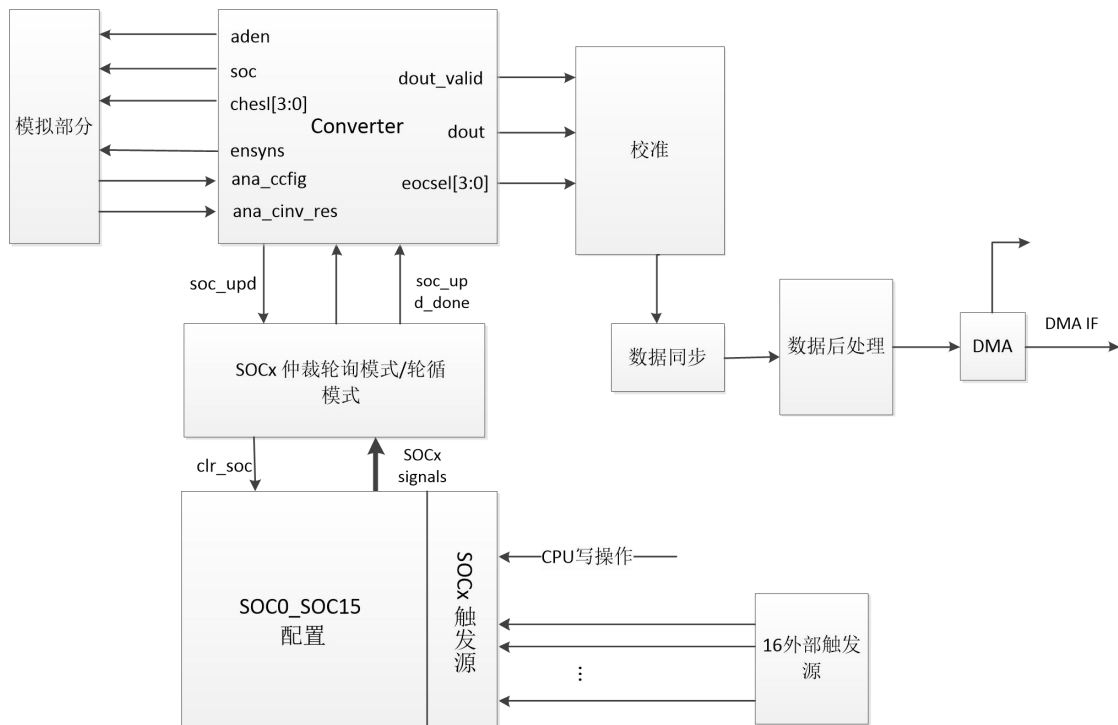 模拟部分
aden
soc
chesl[3:0]
ensyns
ana_ccfig
ana_cinv_res
Converter
dout_valid
dout
eocsel[3:0]
校准
soc_upd
soc_up
d_done
SOCx 仲裁轮询模式/轮循
模式
数据同步
数据后处理
DMA
DMA IF
clr_soc
SOCx
signals
SOC0_SOC15
配置
SOCx 触发源
CPU写操作
16外部触发
源
...